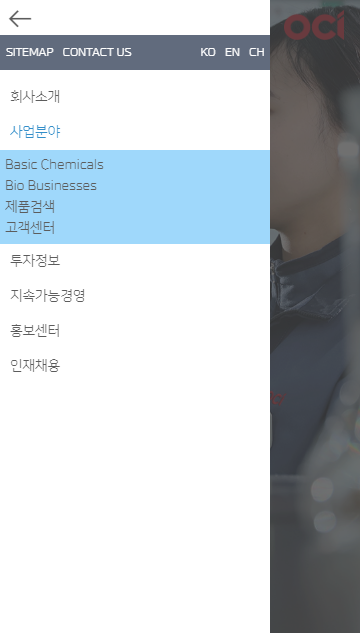 oci
SITEMAP CONTACT US KO EN CH
회사소개
사업분야
Basic Chemicals
Bio Businesses
제품검색
고객센터
투자정보
지속가능경영
홍보센터
인재채용